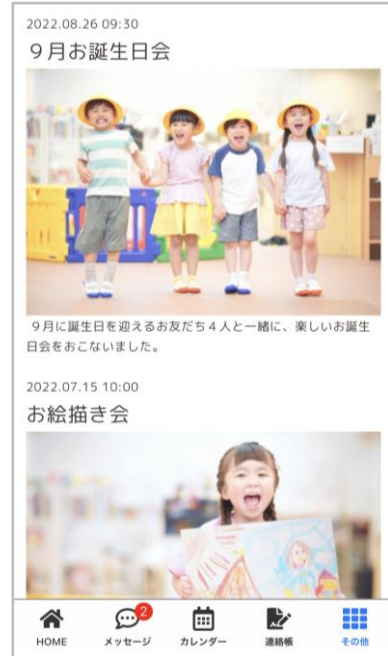 2022.08.26 09:30
９月お誕生日会
９月に誕生日を迎えるお友だち４人と一緒に、楽しいお誕生
日会をおこないました。
2022.07.15 10:00
お絵描き会
2
HOME メッセージ カレンダー 連絡帳 その他